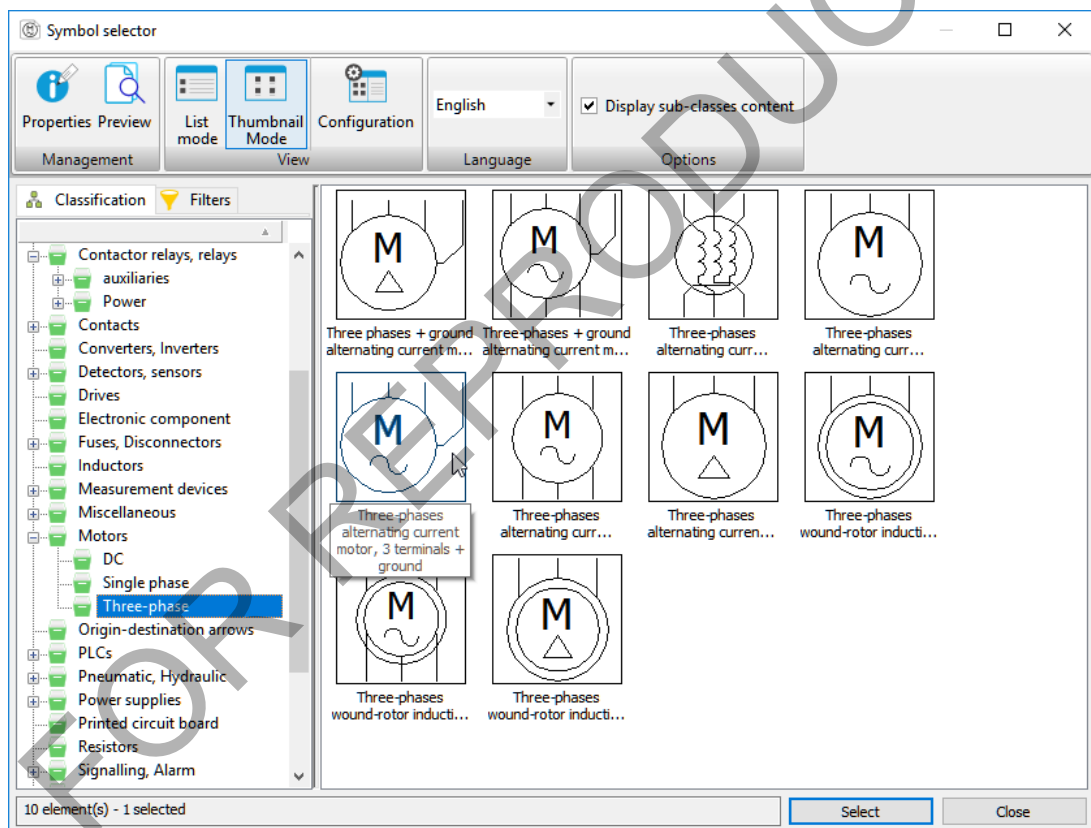 Symbol selector
Properties Preview
List mode
Thumbnail Mode
Configuration
English
Display sub-classes content
Management
View
Language
Options
Classification
Filters
Contactor relays, relays
auxiliaries
Power
Contacts
Converters, Inverters
Detectors, sensors
Drives
Electronic component
Fuses, Disconnectors
Inductors
Measurement devices
Miscellaneous
Motors
DC
Single phase
Three-phase
Origin-destination arrows
PLCs
Pneumatic, Hydraulic
Power supplies
Printed circuit board
Resistors
Signalling, Alarm
M
Three phases + ground
alternating current m...
M
Three-phases + ground
alternating current m...
Three-phases
alternating curr...
M
Three-phases
alternating curr...
M
Three-phases
alternating current
motor, 3 terminals +
ground
M
Three-phases
alternating curr...
M
Three-phases
alternating curren...
M
Three-phases
wound-rotor inducti...
M
Three-phases
wound-rotor inducti...
M
Three-phases
wound-rotor inducti...
10 element(s) - 1 selected
Select
Close
FOR REPRODUC